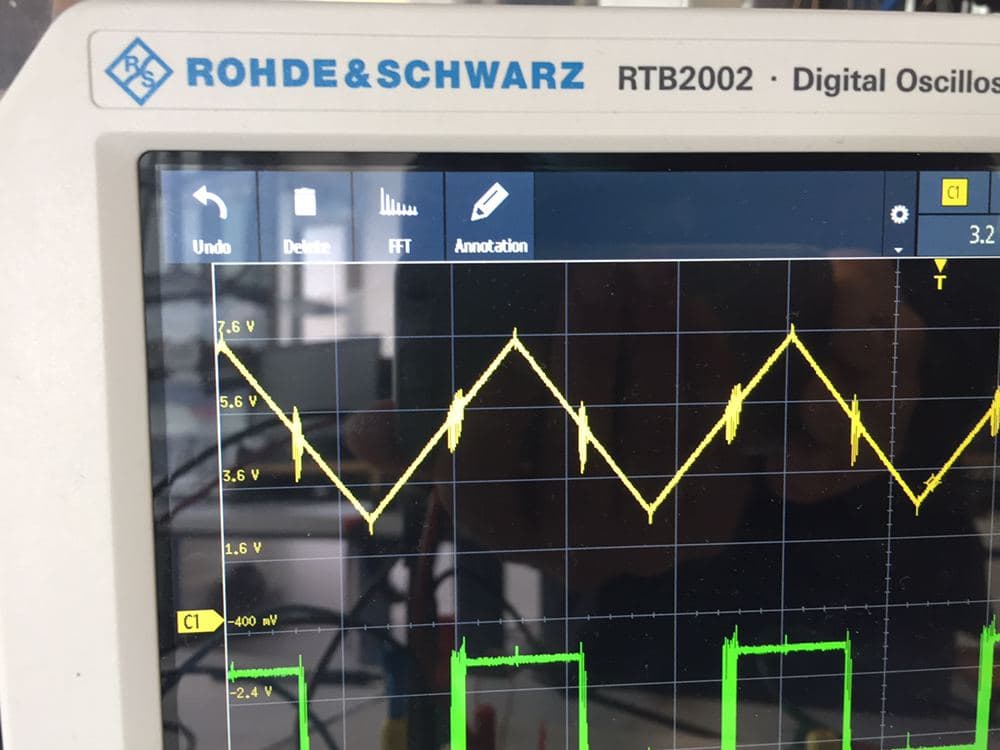 R S ROHDE&SCHWARZ RTB2002 · Digital Oscillos
C1
Undo Delete FFT Annotation
3.2
T
7.6 V
5.6 V
3.6 V
1.6 V
C1 -400 mV
-2.4 V